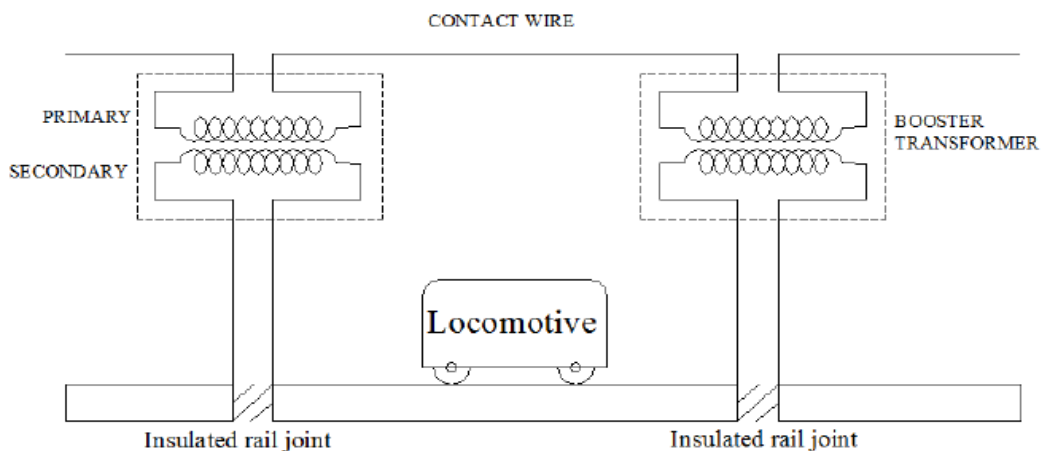 CONTACT WIRE
PRIMARY
SECONDARY
BOOSTER
TRANSFORMER
Locomotive
Insulated rail joint
Insulated rail joint